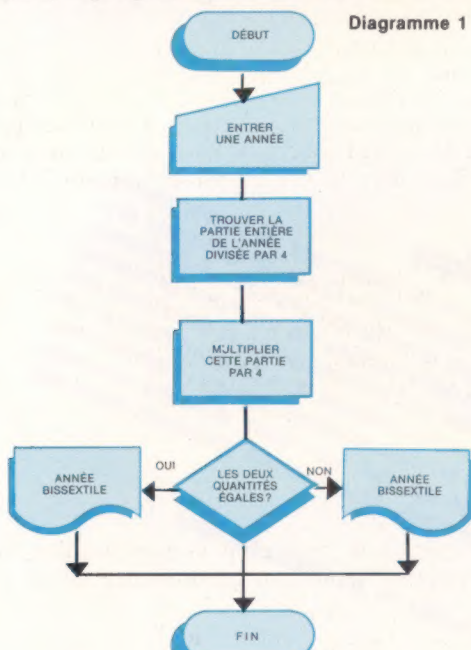 Diagramme 1
DÉBUT
ENTRER
UNE ANNÉE
TROUVER LA
PARTIE ENTIÈRE
DE L'ANNÉE
DIVISÉE PAR 4
MULTIPLIER
CETTE PARTIE
PAR 4
LES DEUX
QUANTITÉS
ÉGALES?
OUI
NON
ANNÉE
BISSEXTILE
ANNÉE
BISSEXTILE
FIN